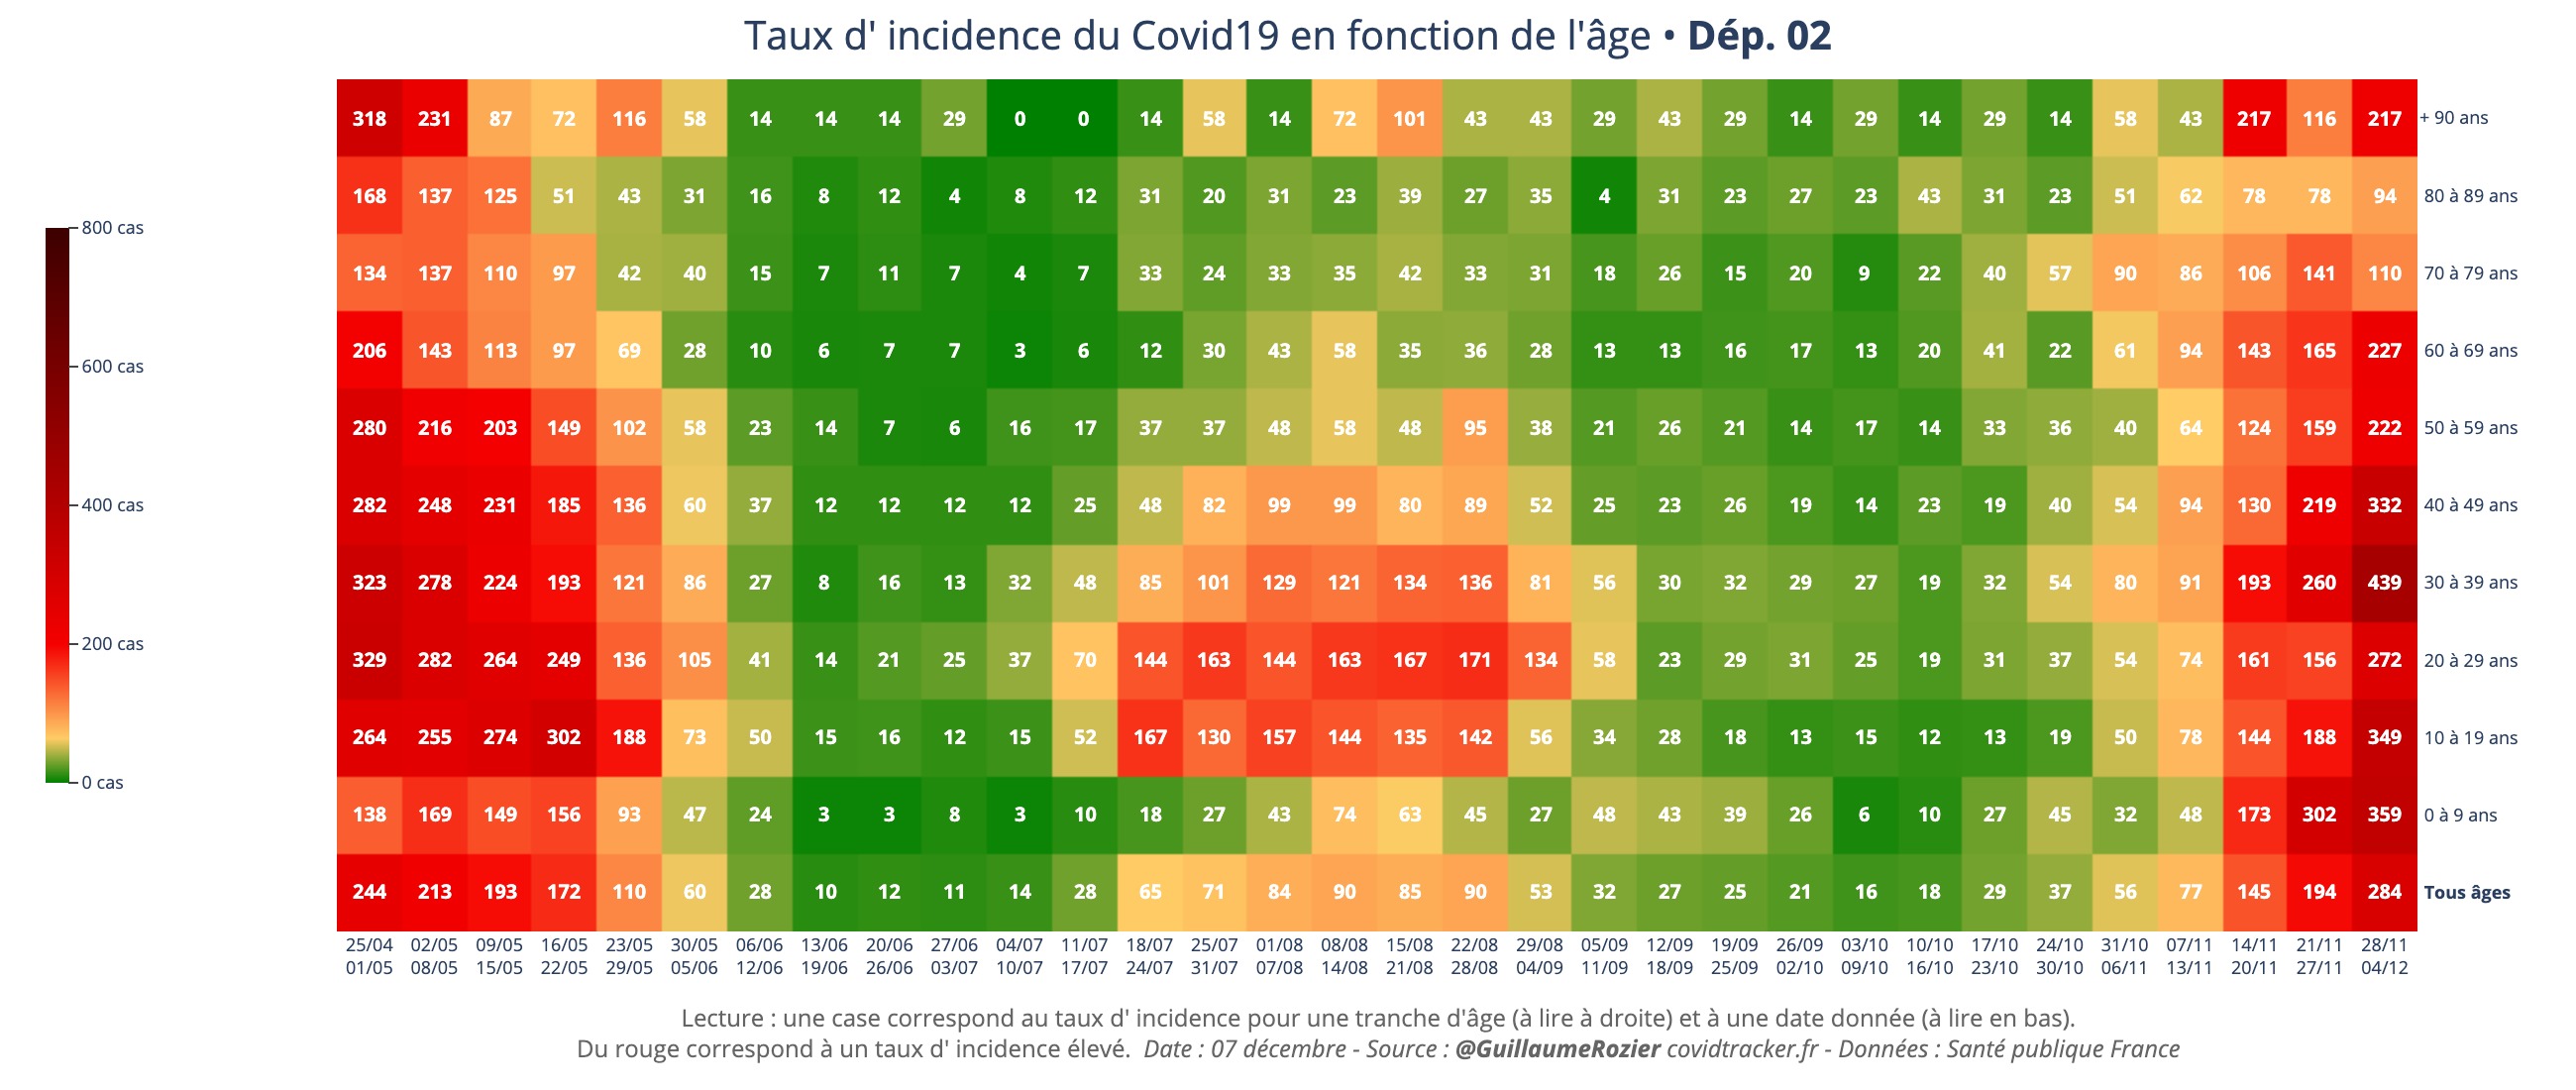 Taux d' incidence du Covid19 en fonction de l'âge • Dép. 02
800 cas
600 cas
400 cas
200 cas
0 cas
318 231 87 72 116 58 14 14 14 29 0 0 14 58 14 72 101 43 43 29 43 29 14 29 14 29 14 58 43 217 116 217 + 90 ans
168 137 125 51 43 31 16 8 12 4 8 12 31 20 31 23 39 27 35 4 31 23 27 23 43 31 23 51 62 78 78 94 80 à 89 ans
134 137 110 97 42 40 15 7 11 7 4 7 33 24 33 35 42 33 31 18 26 15 20 9 22 40 57 90 86 106 141 110 70 à 79 ans
206 143 113 97 69 28 10 6 7 7 3 6 12 30 43 58 35 36 28 13 13 16 17 13 20 41 22 61 94 143 165 227 60 à 69 ans
280 216 203 149 102 58 23 14 7 6 16 17 37 37 48 58 48 95 38 21 26 21 14 17 14 33 36 40 64 124 159 222 50 à 59 ans
282 248 231 185 136 60 37 12 12 12 12 25 48 82 99 99 80 89 52 25 23 26 19 14 23 19 40 54 94 130 219 332 40 à 49 ans
323 278 224 193 121 86 27 8 16 13 32 48 85 101 129 121 134 136 81 56 30 32 29 27 19 32 54 80 91 193 260 439 30 à 39 ans
329 282 264 249 136 105 41 14 21 25 37 70 144 163 144 163 167 171 134 58 23 29 31 25 19 31 37 54 74 161 156 272 20 à 29 ans
264 255 274 302 188 73 50 15 16 12 15 52 167 130 157 144 135 142 56 34 28 18 13 15 12 13 19 50 78 144 188 349 10 à 19 ans
138 169 149 156 93 47 24 3 3 8 3 10 18 27 43 74 63 45 27 48 43 39 26 6 10 27 45 32 48 173 302 359 0 à 9 ans
244 213 193 172 110 60 28 10 12 11 14 28 65 71 84 90 85 90 53 32 27 25 21 16 18 29 37 56 77 145 194 284 Tous âges
25/04 02/05 09/05 16/05 23/05 30/05 06/06 13/06 20/06 27/06 04/07 11/07 18/07 25/07 01/08 08/08 15/08 22/08 29/08 05/09 12/09 19/09 26/09 03/10 10/10 17/10 24/10 31/10 07/11 14/11 21/11 28/11
01/05 08/05 15/05 22/05 29/05 05/06 12/06 19/06 26/06 03/07 10/07 17/07 24/07 31/07 07/08 14/08 21/08 28/08 04/09 11/09 18/09 25/09 02/10 09/10 16/10 23/10 30/10 06/11 13/11 20/11 27/11 04/12
Lecture : une case correspond au taux d' incidence pour une tranche d'âge (à lire à droite) et à une date donnée (à lire en bas).
Du rouge correspond à un taux d' incidence élevé. Date : 07 décembre - Source : @GuillaumeRozier covidtracker.fr - Données : Santé publique France